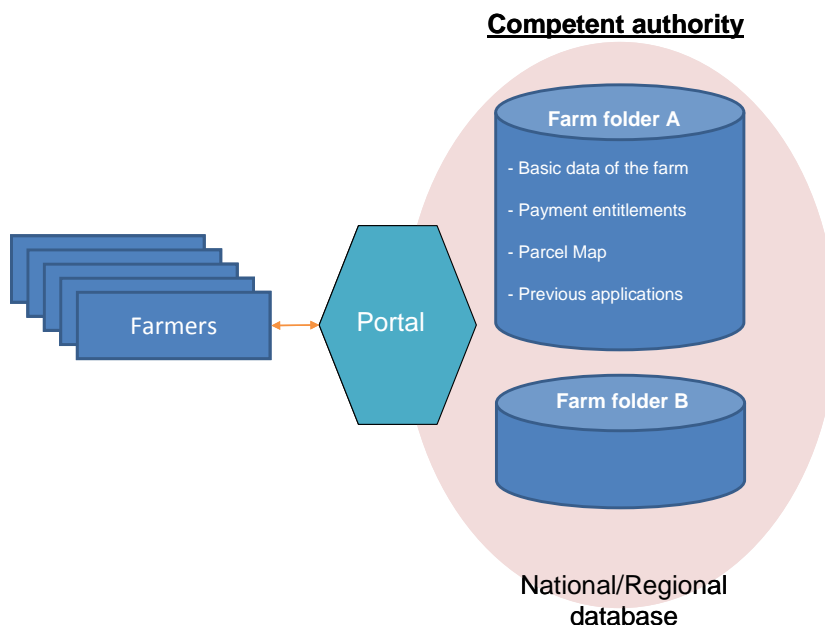 Competent authority
Farm folder A
- Basic data of the farm
- Payment entitlements
- Parcel Map
- Previous applications
Farmers
Portal
Farm folder B
National/Regional
database